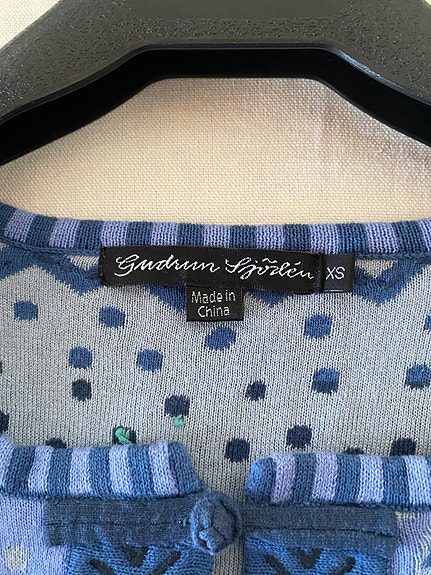 Gudrun Sjödén
XS
Made in
China